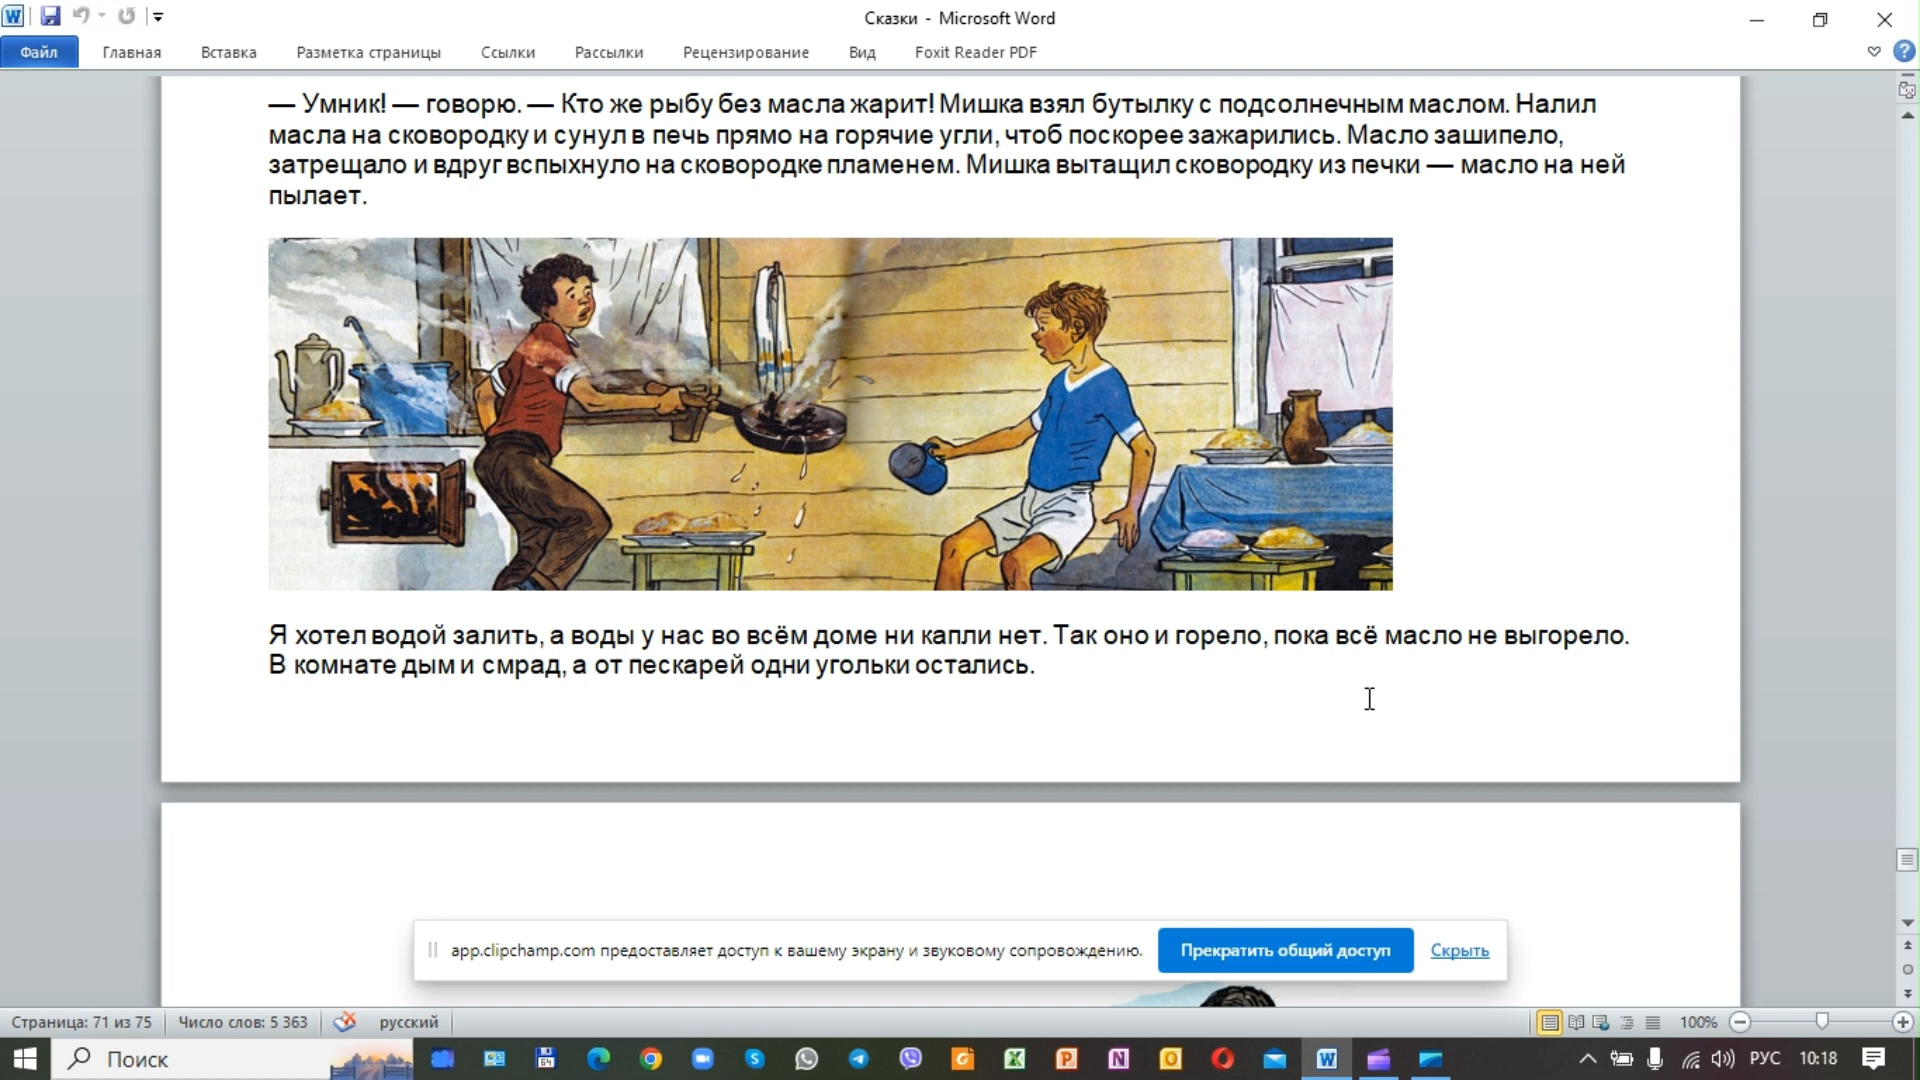 Сказки - Microsoft Word
Файл Главная Вставка Разметка страницы Ссылки Рассылки Рецензирование Вид Foxit Reader PDF
— Умник! — говорю. — Кто же рыбу без масла жарит! Мишка взял бутылку с подсолнечным маслом. Налил
масла на сковородку и сунул в печь прямо на горячие угли, чтоб поскорее зажарились. Масло зашипело,
затрещало и вдруг вспыхнуло на сковородке пламенем. Мишка вытащил сковородку из печки — масло на ней
пылает.
Я хотел водой залить, а воды у нас во всём доме ни капли нет. Так оно и горело, пока всё масло не выгорело.
В комнате дым и смрад, а от пескарей одни угольки остались.
app.clipchamp.com предоставляет доступ к вашему экрану и звуковому сопровождению. Прекратить общий доступ Скрыть
Страница: 71 из 75 Число слов: 5 363 русский 100%
Поиск 64 РУС 10:18